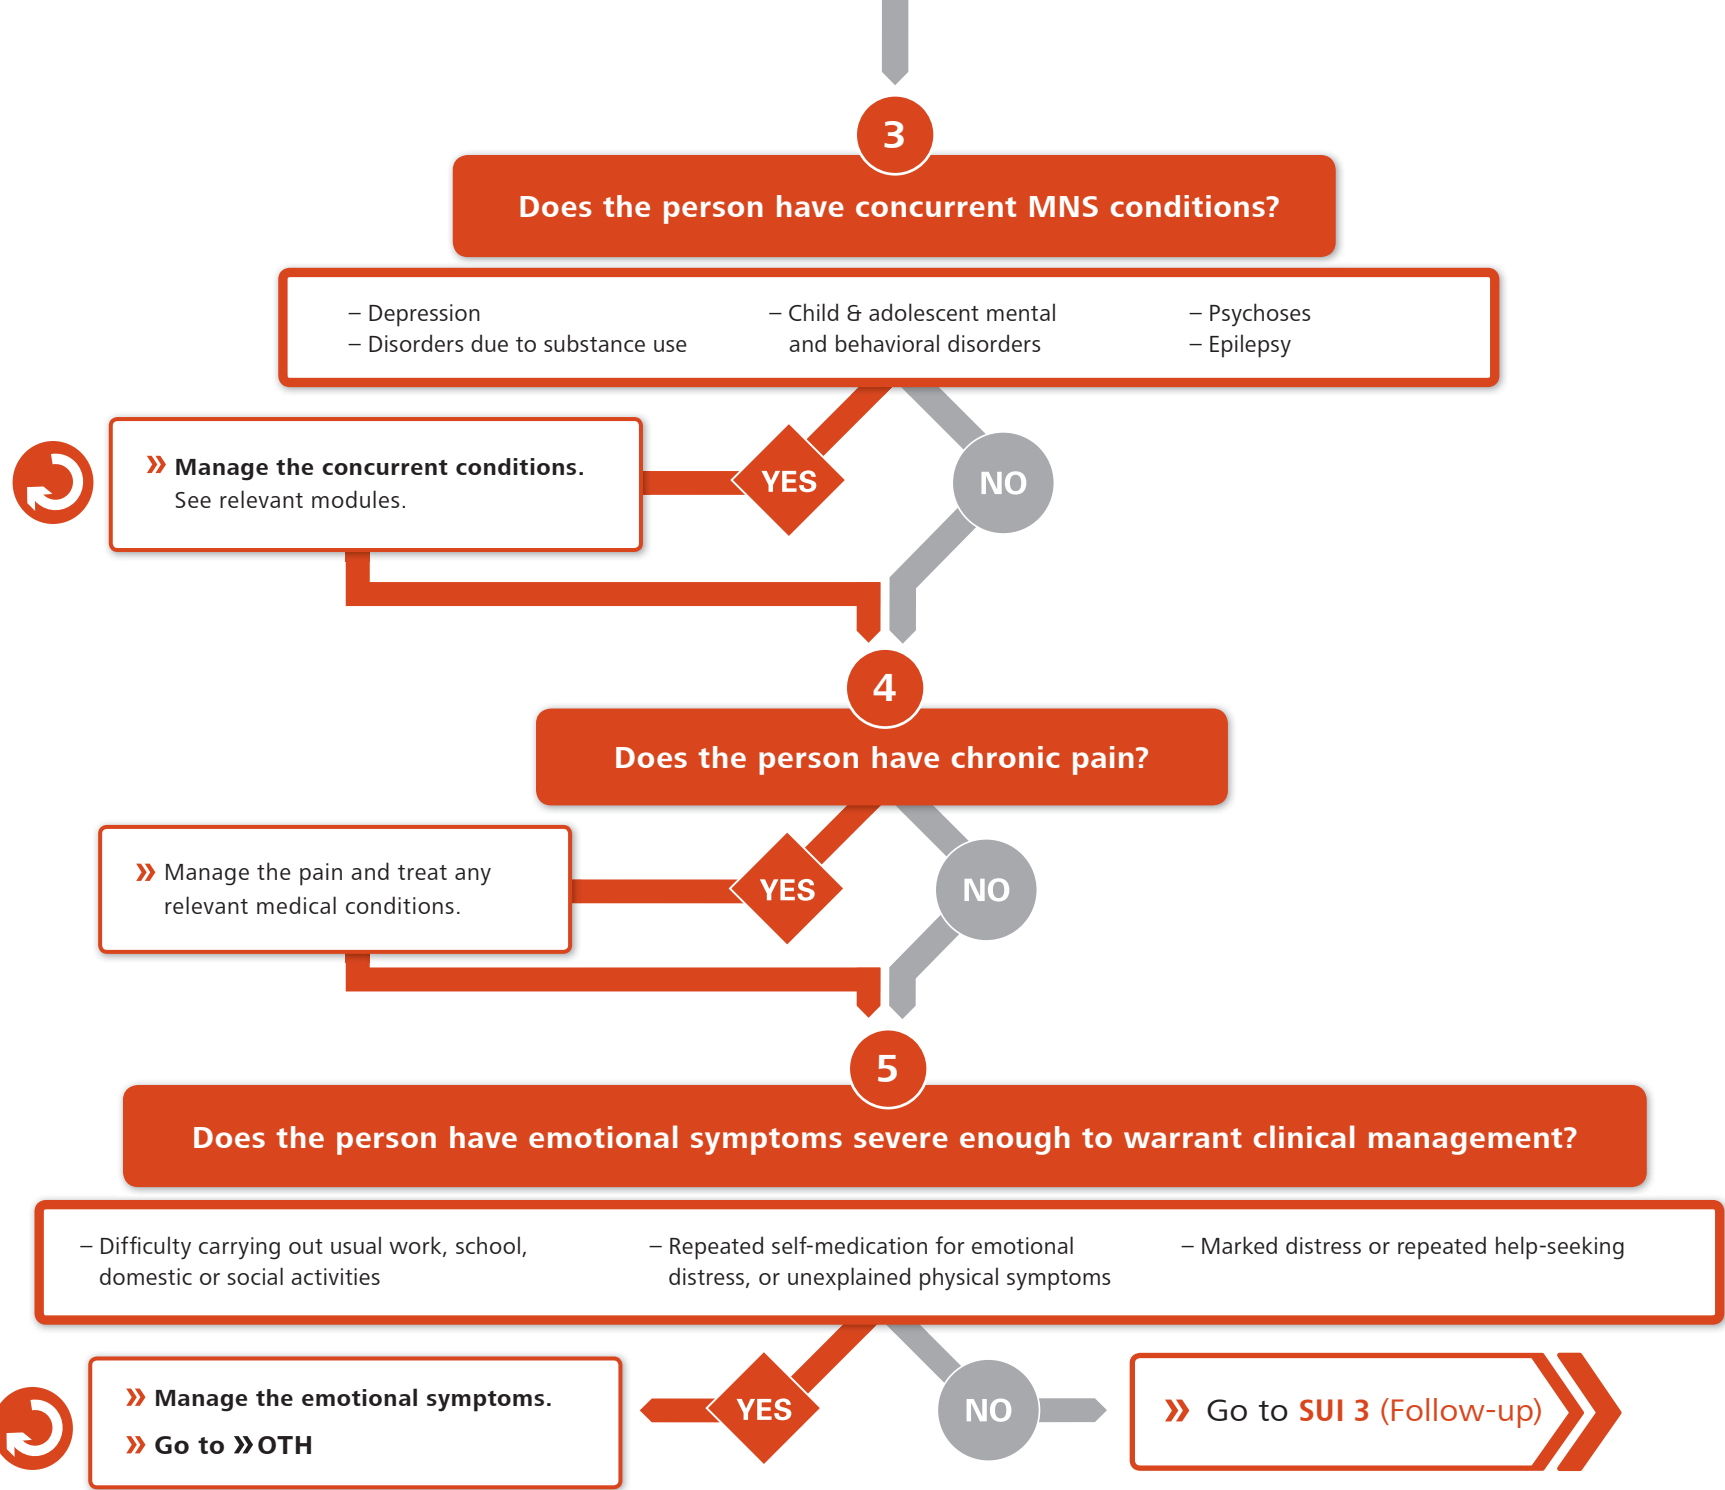 3
Does the person have concurrent MNS conditions?
– Depression
– Disorders due to substance use
– Child & adolescent mental
and behavioral disorders
– Psychoses
– Epilepsy
» Manage the concurrent conditions.
See relevant modules.
YES
NO
4
Does the person have chronic pain?
» Manage the pain and treat any
relevant medical conditions.
YES
NO
5
Does the person have emotional symptoms severe enough to warrant clinical management?
– Difficulty carrying out usual work, school,
domestic or social activities
– Repeated self-medication for emotional
distress, or unexplained physical symptoms
– Marked distress or repeated help-seeking
» Manage the emotional symptoms.
» Go to »OTH
YES
NO
» Go to SUI 3 (Follow-up)